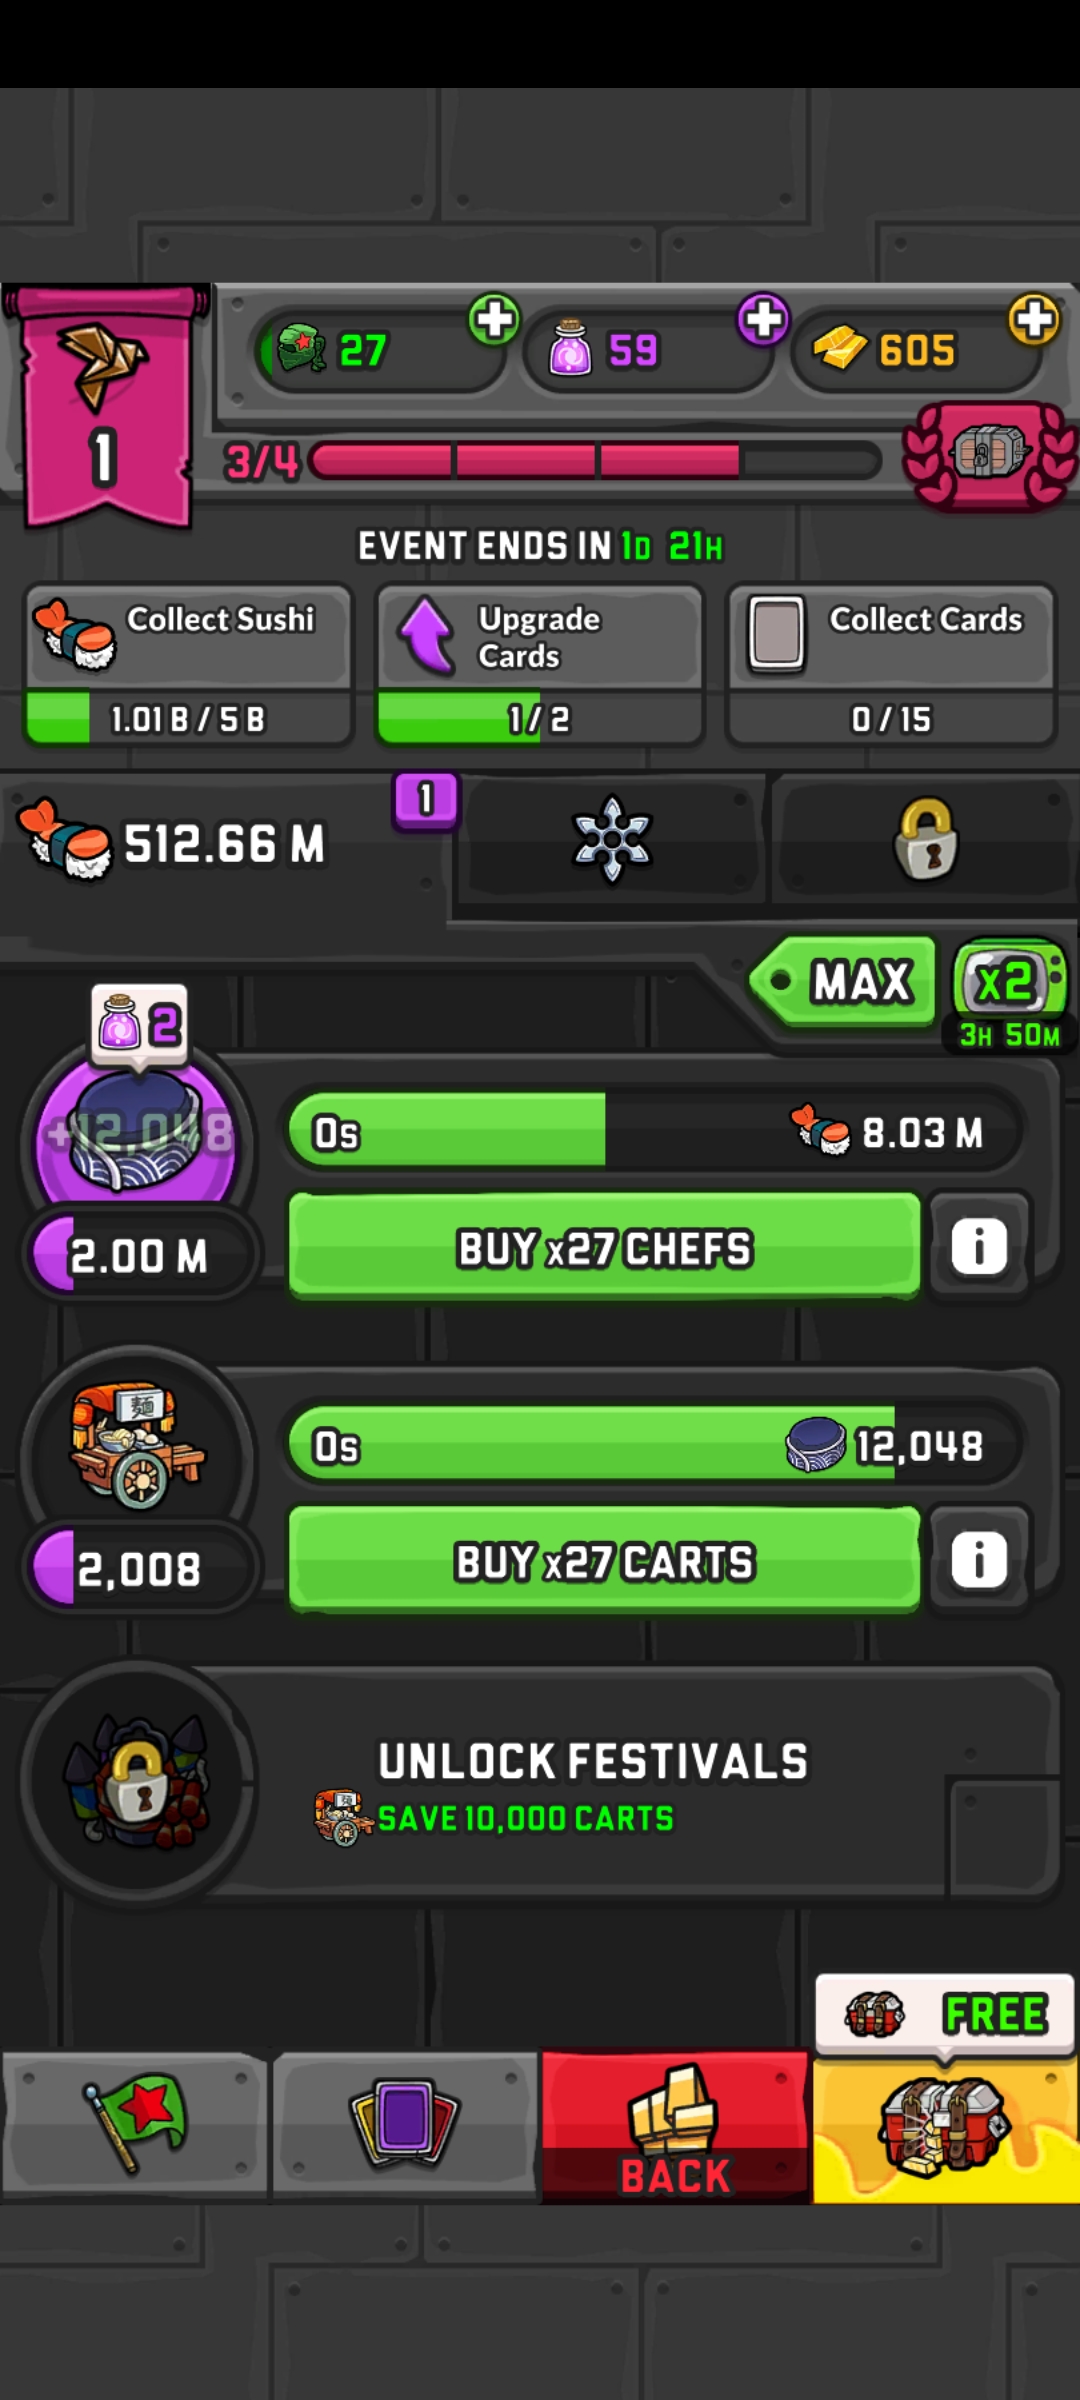 27
59
605
1
3/4
EVENT ENDS IN 1D 21H
Collect Sushi
1.01 B / 5 B
Upgrade
Cards
1 / 2
Collect Cards
0 / 15
512.66 M
1
MAX
x2
3H 50M
2
+12,048
0s
8.03 M
2.00 M
BUY x27 CHEFS
i
麺
0s
12,048
2,008
BUY x27 CARTS
i
UNLOCK FESTIVALS
SAVE 10,000 CARTS
FREE
BACK